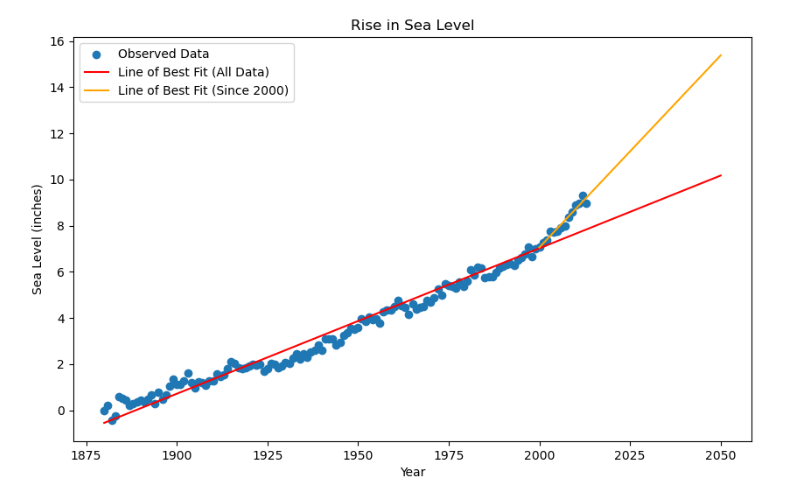 Rise in Sea Level
Observed Data
Line of Best Fit (All Data)
Line of Best Fit (Since 2000)
Sea Level (inches)
16
14
12
10
8
6
4
2
0
1875 1900 1925 1950 1975 2000 2025 2050
Year